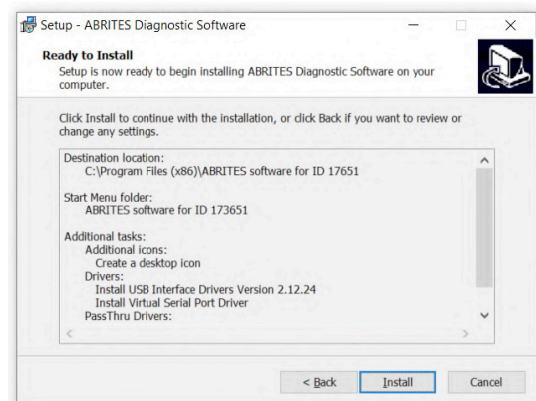 Setup - ABRITES Diagnostic Software
Ready to Install
Setup is now ready to begin installing ABRITES Diagnostic Software on your
computer.
Click Install to continue with the installation, or click Back if you want to review or
change any settings.
Destination location:
C:\Program Files (x86)\ABRITES software for ID 17651
Start Menu folder:
ABRITES software for ID 173651
Additional tasks:
Additional icons:
Create a desktop icon
Drivers:
Install USB Interface Drivers Version 2.12.24
Install Virtual Serial Port Driver
PassThru Drivers:
< Back Install Cancel